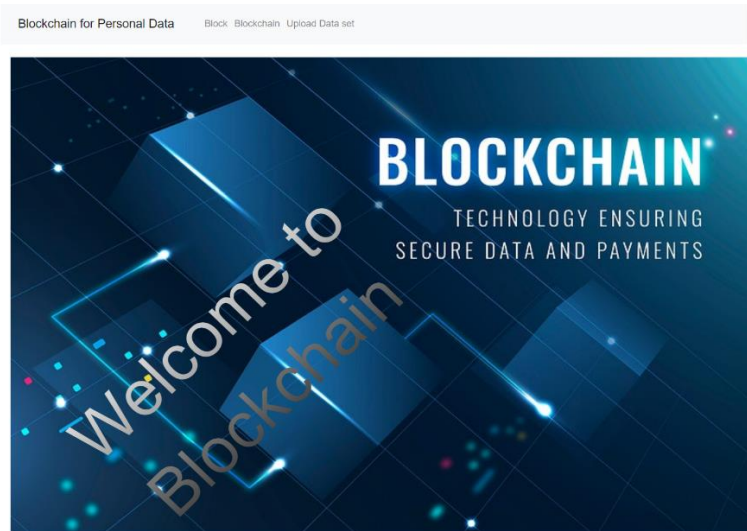 Blockchain for Personal Data Block Blockchain Upload Data set
BLOCKCHAIN
TECHNOLOGY ENSURING
SECURE DATA AND PAYMENTS
Welcome to
Blockchain